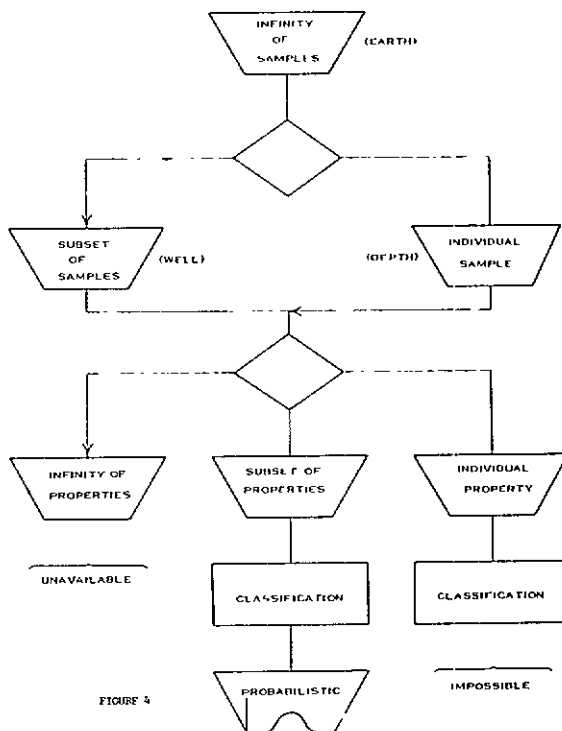 INFINITY
OF
SAMPLES
(EARTH)
SUBSET
OF
SAMPLES
(WELL)
(DEPTH)
INDIVIDUAL
SAMPLE
INFINITY OF
PROPERTIES
SUBSET OF
PROPERTIES
INDIVIDUAL
PROPERTY
UNAVAILABLE
CLASSIFICATION
CLASSIFICATION
PROBABILISTIC
IMPOSSIBLE
FIGURE 4